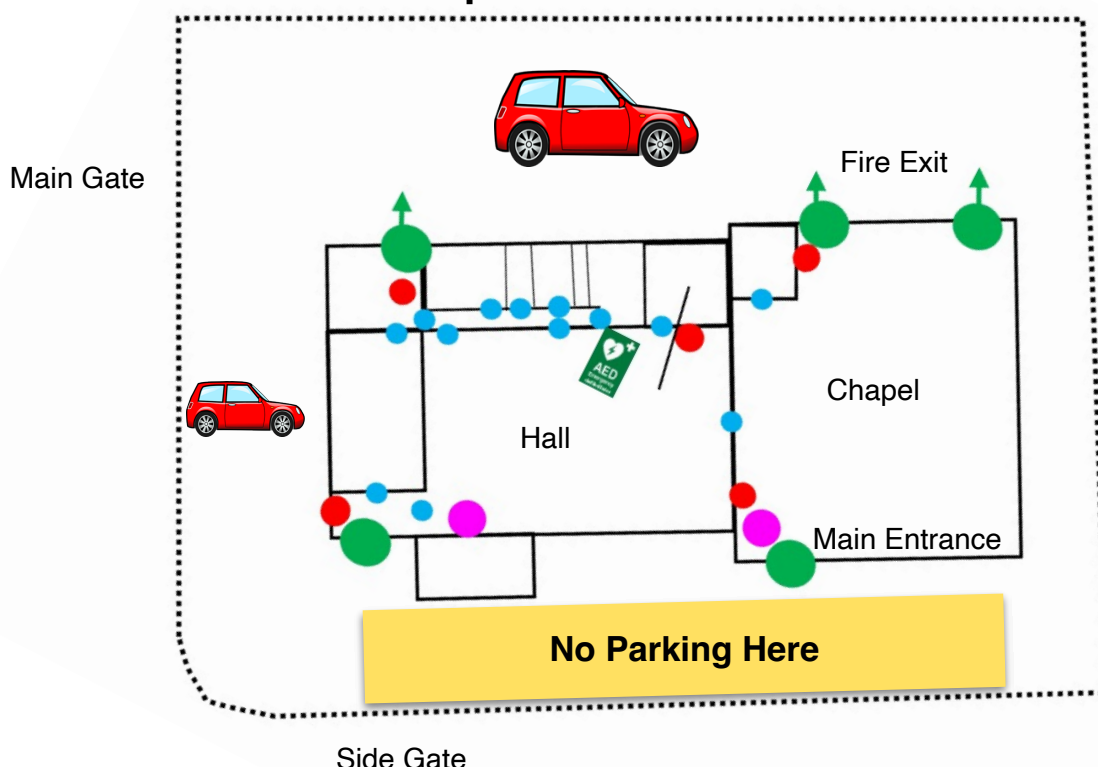 Main Gate
Fire Exit
AED
Chapel
Hall
Main Entrance
No Parking Here
Side Gate